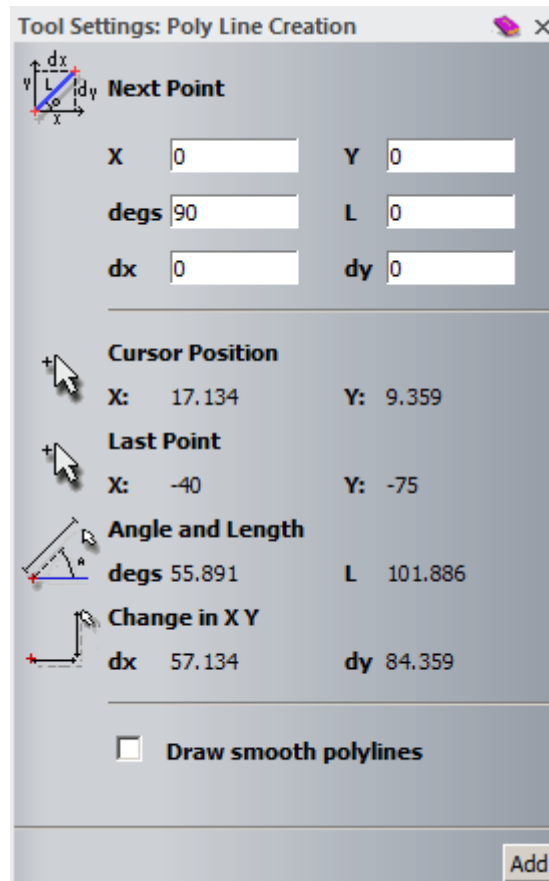 Tool Settings: Poly Line Creation
dx
y L dy
x
Next Point
X 0 Y 0
degs 90 L 0
dx 0 dy 0
Cursor Position
X: 17.134 Y: 9.359
Last Point
X: -40 Y: -75
Angle and Length
A
degs 55.891 L 101.886
Change in X Y
dx 57.134 dy 84.359
Draw smooth polylines
Add